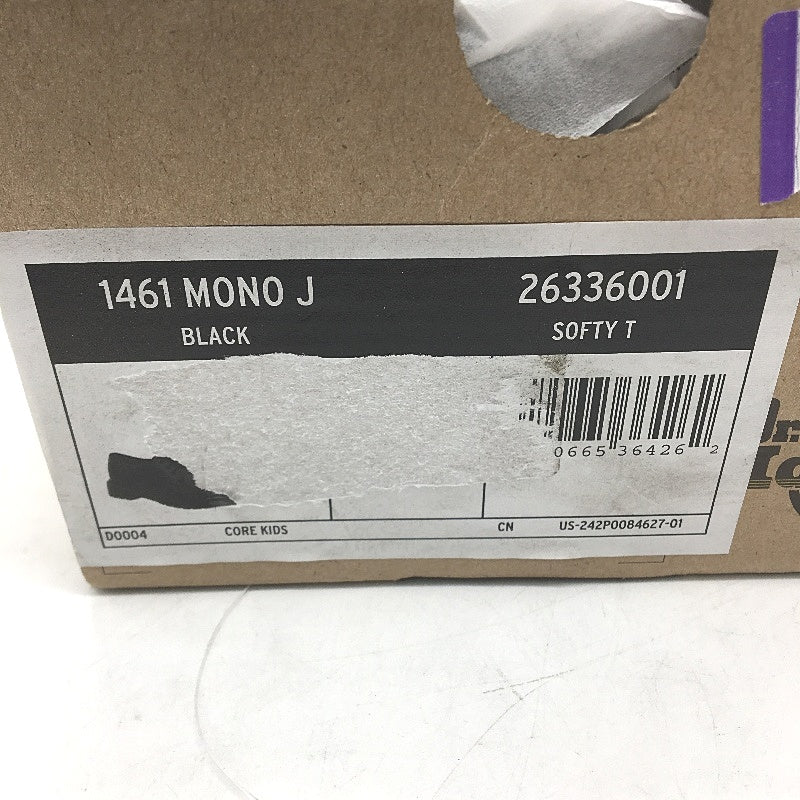 1461 MONO J
26336001
BLACK
SOFTY T
0665 36426 2
D0004
CORE KIDS
CN
US-242P0084627-01